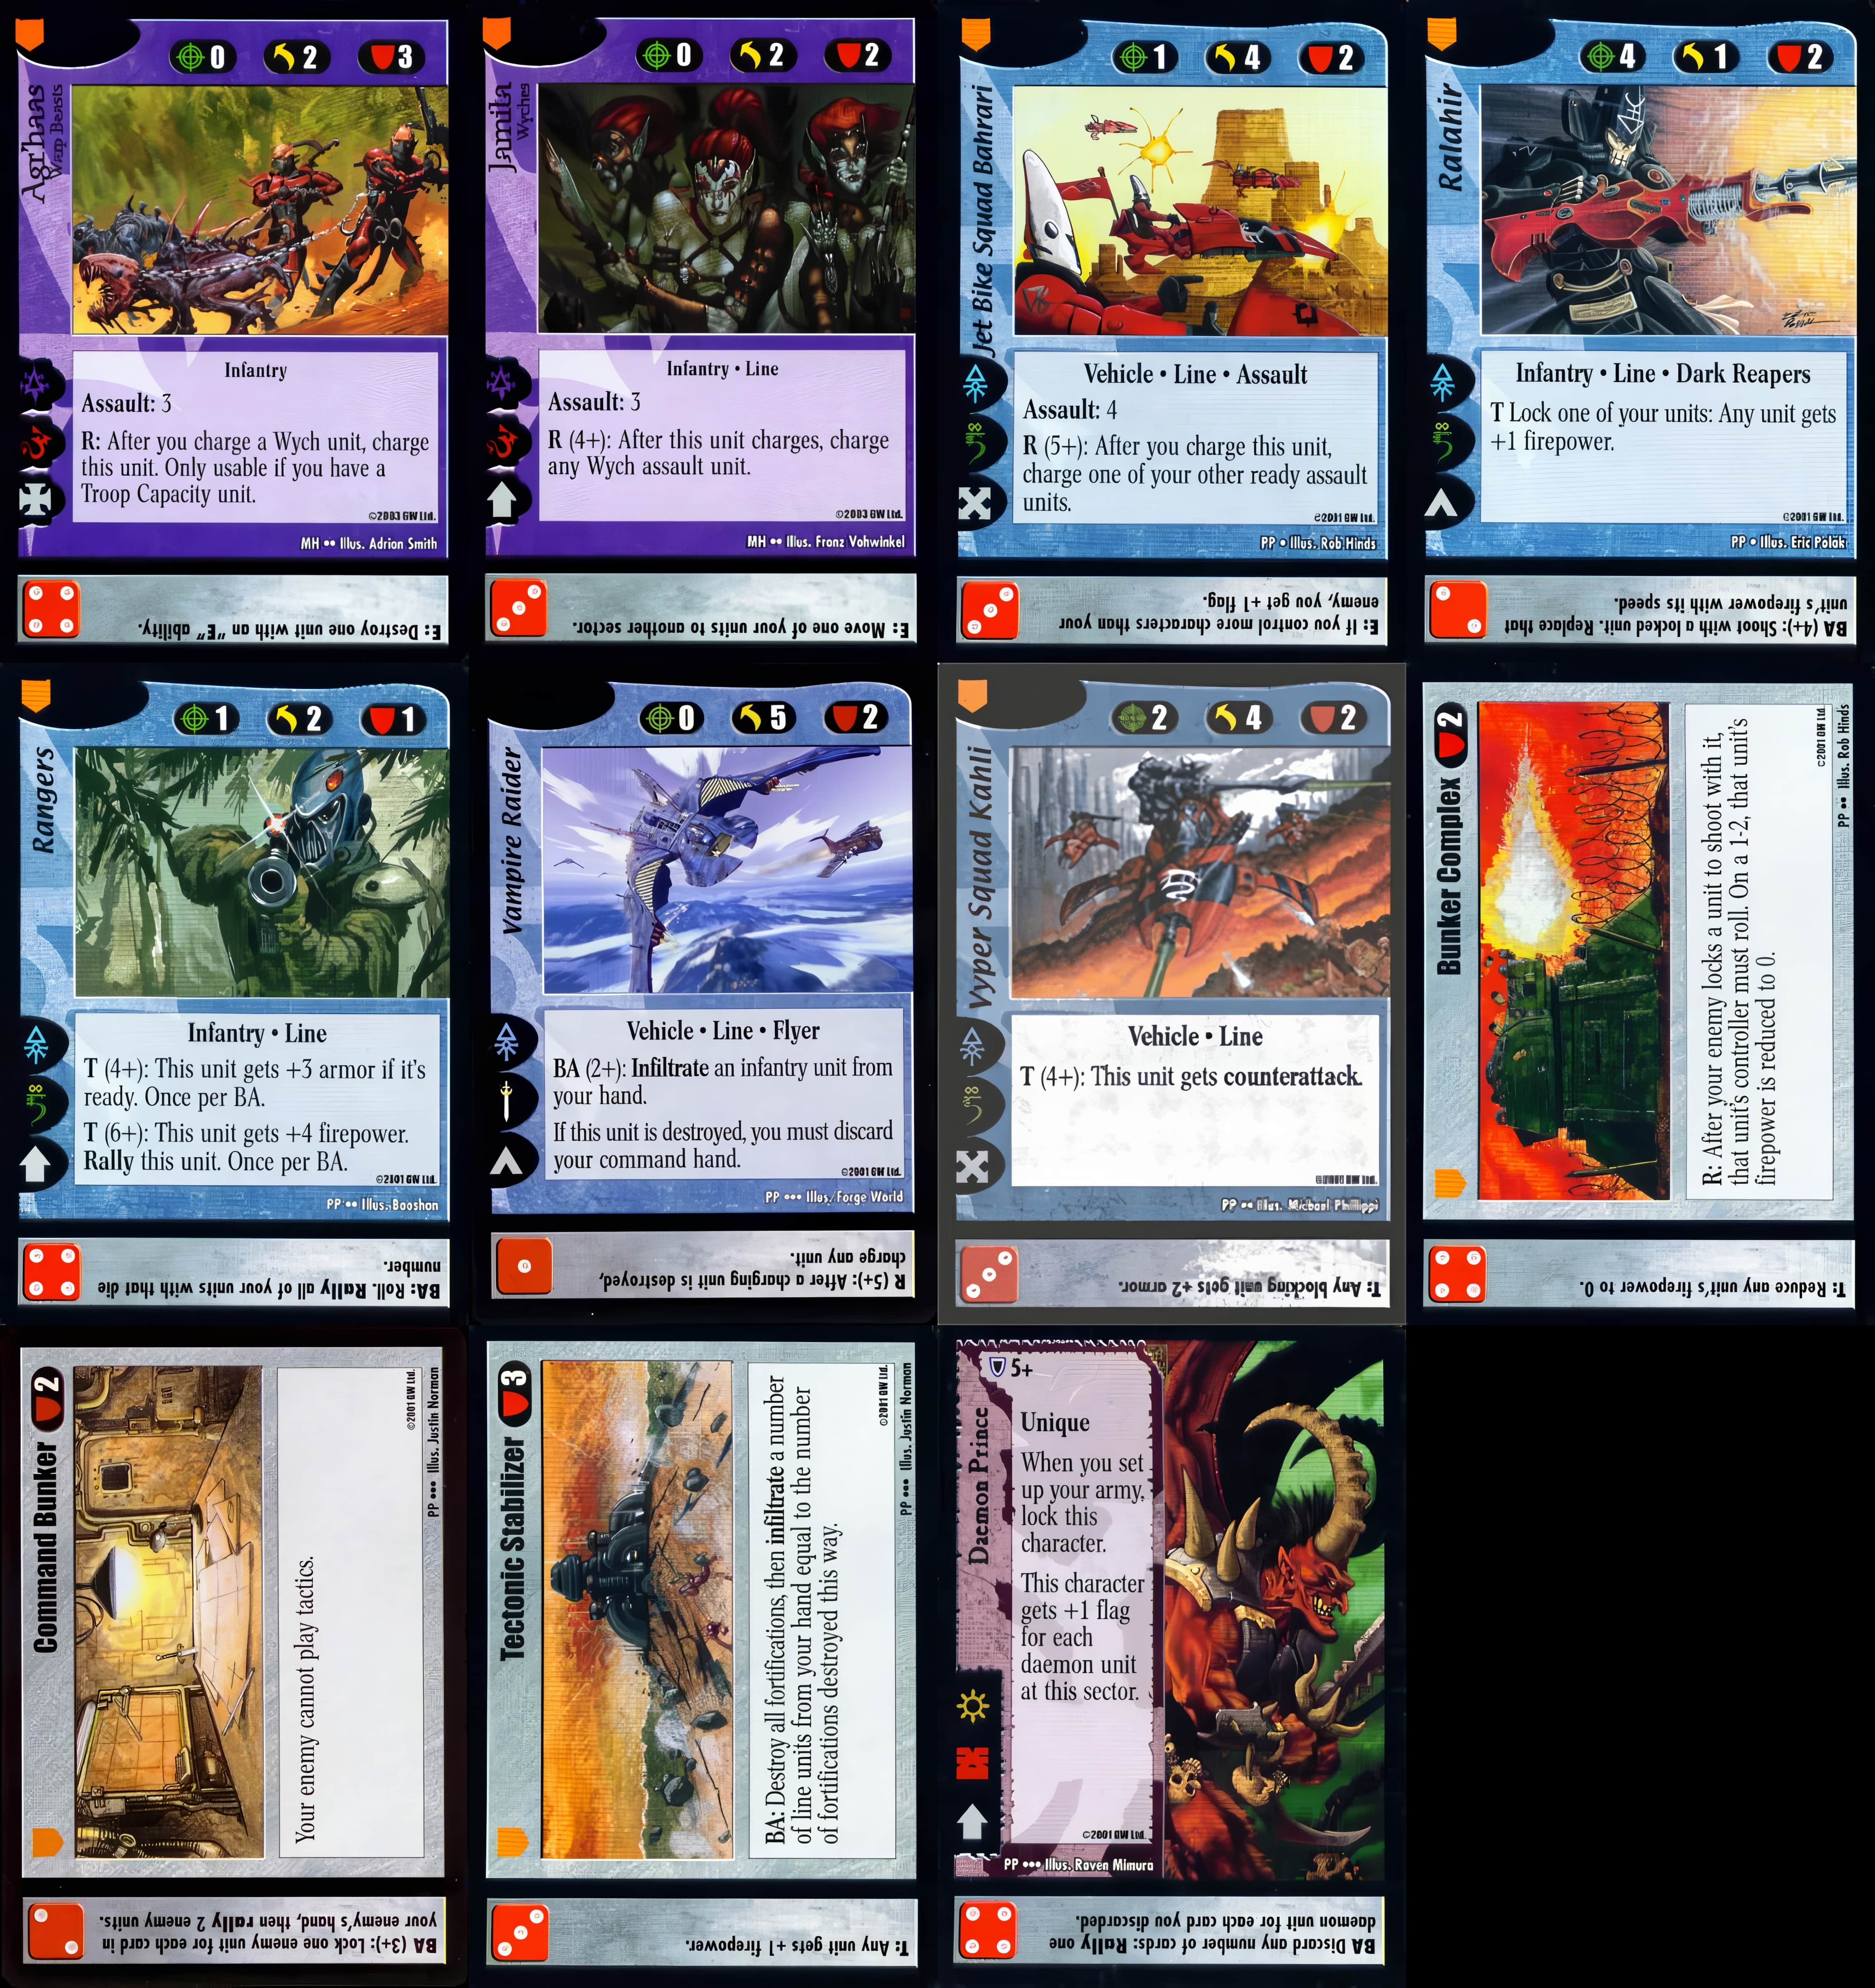 Agr'haas
Warp Beasts
0 2 3
Infantry
Assault: 3
R: After you charge a Wych unit, charge
this unit. Only usable if you have a
Troop Capacity unit.
©2003 GW Ltd.
MH •• Illus. Adrian Smith
E: Destroy one unit with an "E" ability.
Jamila
Wyches
0 2 2
Infantry • Line
Assault: 3
R (4+): After this unit charges, charge
any Wych assault unit.
©2003 GW Ltd.
MH •• Illus. Franz Vohwinkel
E: Move one of your units to another sector.
Jet Bike Squad Bahrari
1 4 2
Vehicle • Line • Assault
Assault: 4
R (5+): After you charge this unit,
charge one of your other ready assault
units.
©2001 GW Ltd.
PP • Illus. Rob Hinds
E: If you control more characters than your
enemy, you get +1 flag.
Ralahir
4 1 2
Infantry • Line • Dark Reapers
T Lock one of your units: Any unit gets
+1 firepower.
©2001 GW Ltd.
PP • Illus. Eric Polak
BA (4+): Shoot with a locked unit. Replace that
unit's firepower with its speed.
Rangers
1 2 1
Infantry • Line
T (4+): This unit gets +3 armor if it's
ready. Once per BA.
T (6+): This unit gets +4 firepower.
Rally this unit. Once per BA.
©2001 GW Ltd.
PP •• Illus. Booshan
BA: Roll. Rally all of your units with that die
number.
Vampire Raider
0 5 2
Vehicle • Line • Flyer
BA (2+): Infiltrate an infantry unit from
your hand.
If this unit is destroyed, you must discard
your command hand.
©2001 GW Ltd.
PP ••• Illus. Forge World
R (5+): After a charging unit is destroyed,
charge any unit.
Vyper Squad Kahli
2 4 2
Vehicle • Line
T (4+): This unit gets counterattack.
PP •• Illus. Michael Phillippi
T: Any blocking unit gets +2 armor.
Bunker Complex 2
R: After your enemy locks a unit to shoot with it,
that unit's controller must roll. On a 1-2, that unit's
firepower is reduced to 0.
©2001 GW Ltd.
PP •• Illus. Rob Hinds
T: Reduce any unit's firepower to 0.
Command Bunker 2
Your enemy cannot play tactics.
©2001 GW Ltd.
PP ••• Illus. Justin Norman
BA (3+): Lock one enemy unit for each card in
your enemy's hand, then rally 2 enemy units.
Tectonic Stabilizer 3
BA: Destroy all fortifications, then infiltrate a number
of line units from your hand equal to the number
of fortifications destroyed this way.
©2001 GW Ltd.
PP ••• Illus. Justin Norman
T: Any unit gets +1 firepower.
Daemon Prince
5+
Unique
When you set
up your army,
lock this
character.
This character
gets +1 flag
for each
daemon unit
at this sector.
©2001 GW Ltd.
PP ••• Illus. Raven Mimura
BA Discard any number of cards: Rally one
daemon unit for each card you discarded.